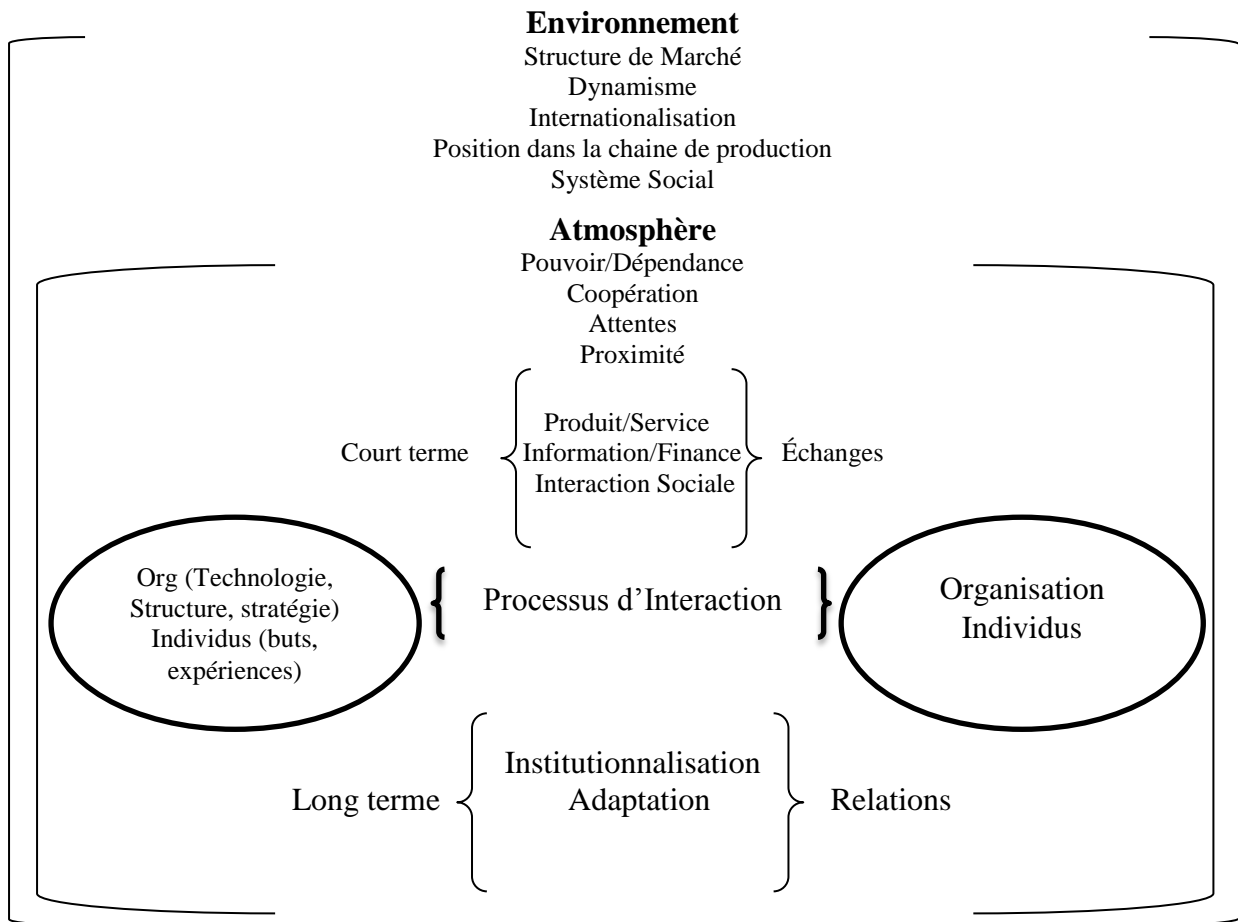 Environnement
Structure de Marché
Dynamisme
Internationalisation
Position dans la chaine de production
Système Social
Atmosphère
Pouvoir/Dépendance
Coopération
Attentes
Proximité
Court terme
Produit/Service
Information/Finance
Interaction Sociale
Échanges
Org (Technologie,
Structure, stratégie)
Individus (buts,
expériences)
Processus d’Interaction
Organisation
Individus
Long terme
Institutionnalisation
Adaptation
Relations